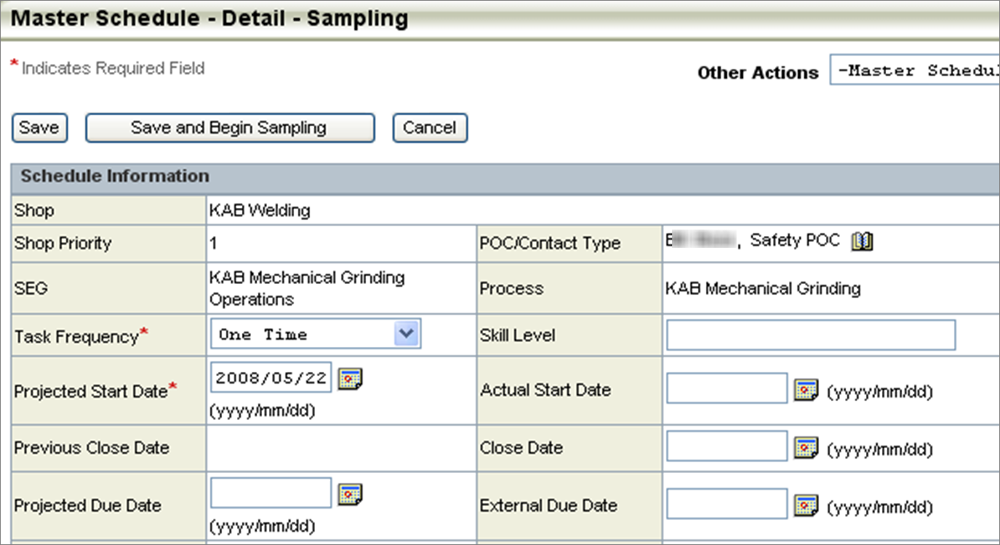 Master Schedule - Detail - Sampling
* Indicates Required Field
Other Actions -Master Schedul
Save Save and Begin Sampling Cancel
Schedule Information
Shop KAB Welding
Shop Priority 1 POC/Contact Type , Safety POC
SEG KAB Mechanical Grinding
Operations Process KAB Mechanical Grinding
Task Frequency* One Time Skill Level
Projected Start Date* 2008/05/22
(yyyy/mm/dd) Actual Start Date (yyyy/mm/dd)
Previous Close Date Close Date (yyyy/mm/dd)
Projected Due Date
(yyyy/mm/dd) External Due Date (yyyy/mm/dd)